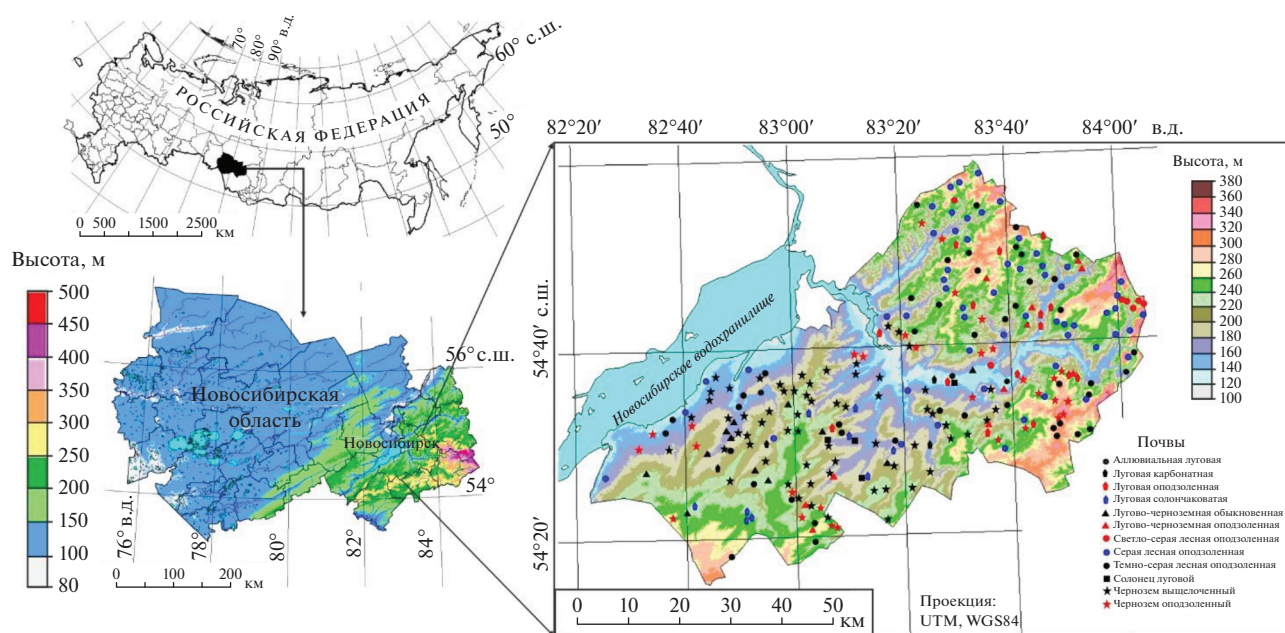 70°
80°
90° в.д.
60° с.ш.
50°
РОССИЙСКАЯ ФЕДЕРАЦИЯ
0 500 1500 2500
км
Высота, м
500
450
400
350
300
250
200
150
100
80
Новосибирская
область
Новосибирск
56° с.ш.
54°
76° в.д.
78°
80°
82°
84°
0 100 200
км
82°20′ 82°40′ 83°00′ 83°20′ 83°40′ 84°00′ в.д.
54°40′ с.ш.
54°20′
Новосибирское водохранилище
Высота, м
380
360
340
320
300
280
260
240
220
200
180
160
140
120
100
Почвы
Аллювиальная луговая
Луговая карбонатная
Луговая оподзоленная
Луговая солончаковатая
Лугово-черноземная обыкновенная
Лугово-черноземная оподзоленная
Светло-серая лесная оподзоленная
Серая лесная оподзоленная
Темно-серая лесная оподзоленная
Солонец луговой
Чернозем выщелоченный
Чернозем оподзоленный
0 10 20 30 40 50
км
Проекция:
UTM, WGS84